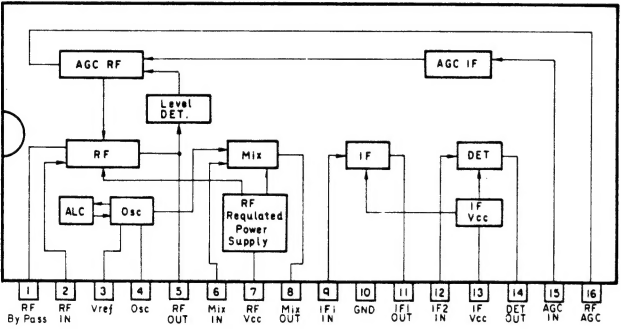 AGC RF
AGC IF
Level
DET.
RF
Mix
IF
DET
ALC
Osc
RF
Requlated
Power
Supply
IF
Vcc
1 2 3 4 5 6 7 8 9 10 11 12 13 14 15 16
RF
By Pass
RF
IN
Vref
Osc
RF
OUT
Mix
IN
RF
Vcc
Mix
OUT
IFi
IN
GND
IF1
OUT
IF2
IN
IF
Vcc
DET
OUT
AGC
IN
RF
AGC